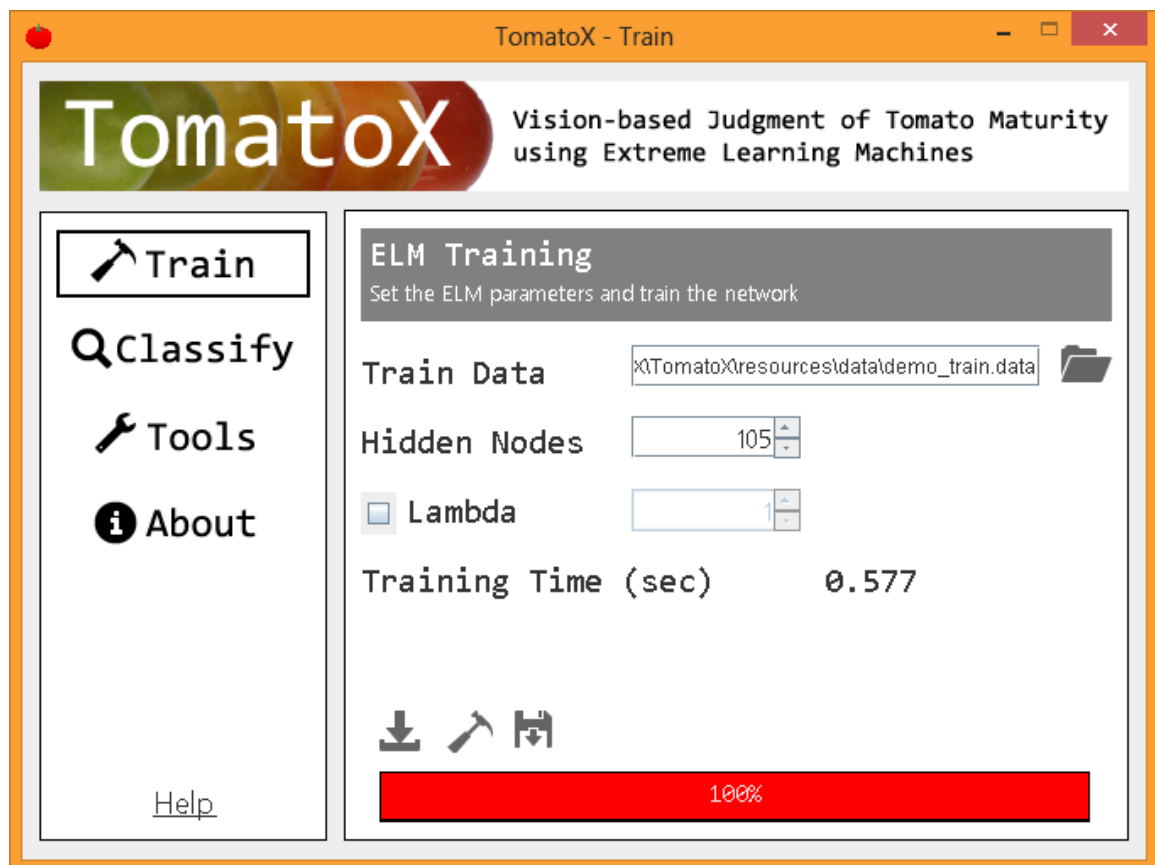 TomatoX - Train
TomatoX
Vision-based Judgment of Tomato Maturity
using Extreme Learning Machines
Train
Classify
Tools
About
Help
ELM Training
Set the ELM parameters and train the network
Train Data
X\TomatoX\resources\data\demo_train.data
Hidden Nodes
105
Lambda
1
Training Time (sec)
0.577
100%